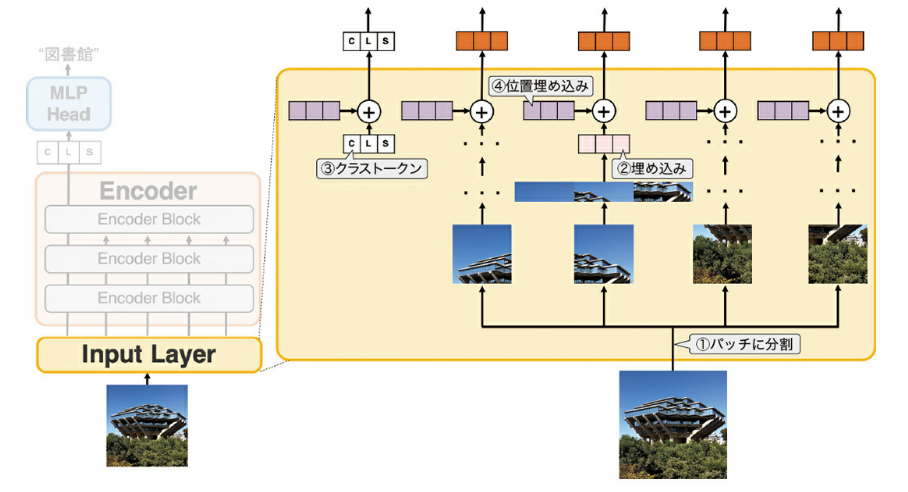 "図書館"
MLP
Head
C L S
Encoder
Encoder Block
Encoder Block
Encoder Block
Input Layer
C L S
④位置埋め込み
+
+
+
+
+
C L S
③クラストークン
②埋め込み
. . .
. . .
. . .
. . .
. . .
. . .
①パッチに分割